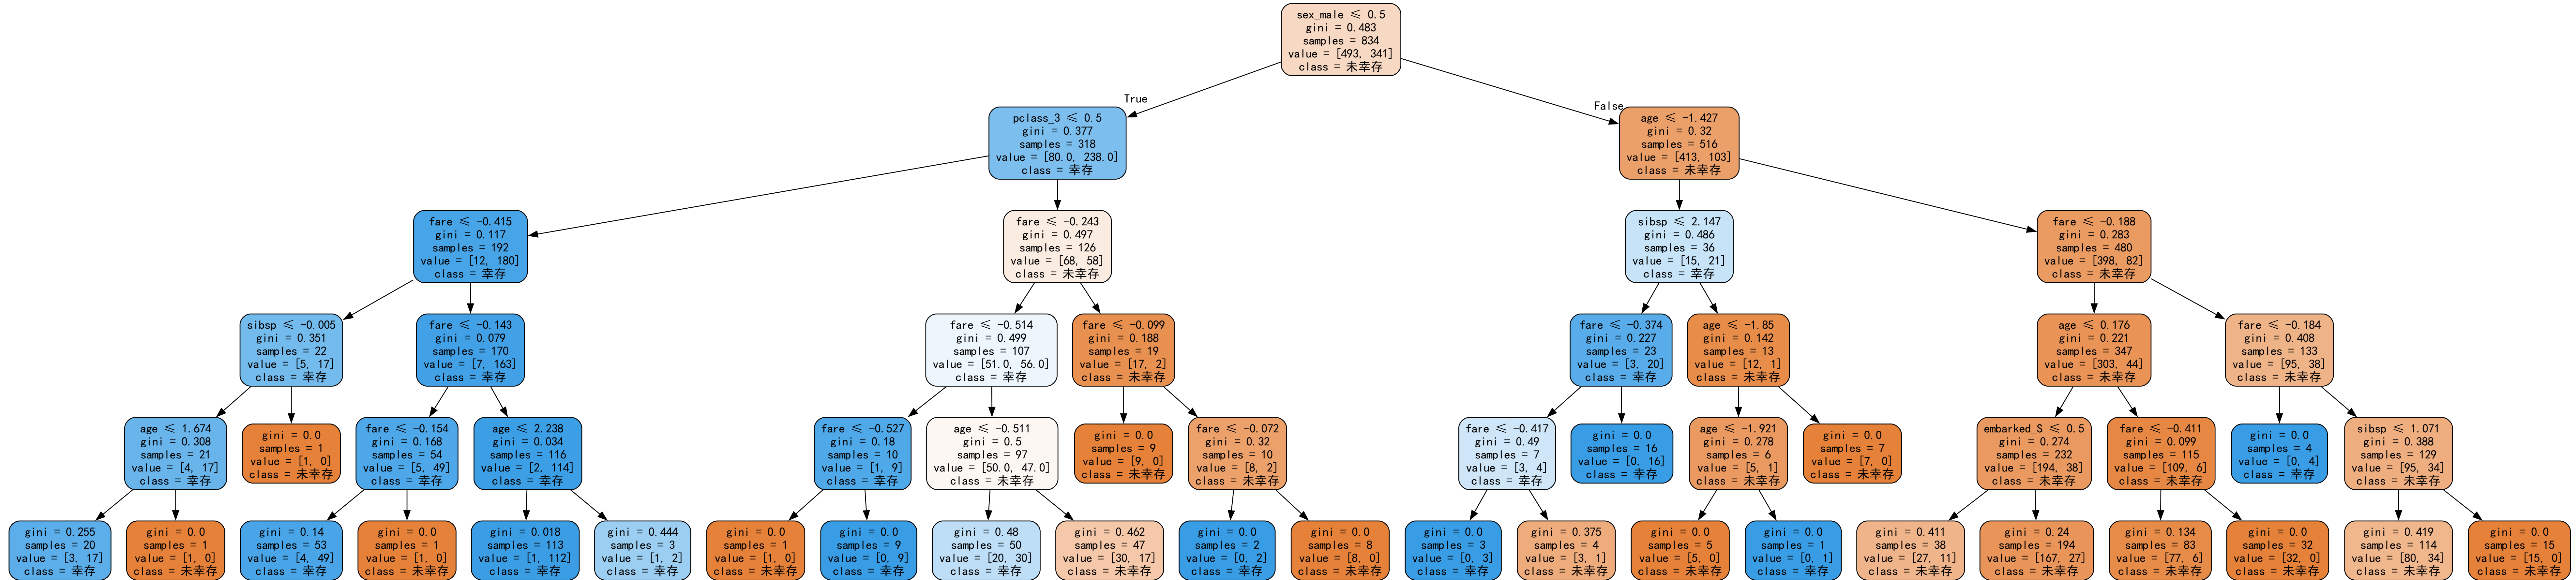 sex_male ≤ 0.5
gini = 0.483
samples = 834
value = [493, 341]
class = 未幸存
True
False
pclass_3 ≤ 0.5
gini = 0.377
samples = 318
value = [80.0, 238.0]
class = 幸存
age ≤ -1.427
gini = 0.32
samples = 516
value = [413, 103]
class = 未幸存
fare ≤ -0.415
gini = 0.117
samples = 192
value = [12, 180]
class = 幸存
fare ≤ -0.243
gini = 0.497
samples = 126
value = [68, 58]
class = 未幸存
sibsp ≤ 2.147
gini = 0.486
samples = 36
value = [15, 21]
class = 幸存
fare ≤ -0.188
gini = 0.283
samples = 480
value = [398, 82]
class = 未幸存
sibsp ≤ -0.005
gini = 0.351
samples = 22
value = [5, 17]
class = 幸存
fare ≤ -0.143
gini = 0.079
samples = 170
value = [7, 163]
class = 幸存
fare ≤ -0.514
gini = 0.499
samples = 107
value = [51.0, 56.0]
class = 幸存
fare ≤ -0.099
gini = 0.188
samples = 19
value = [17, 2]
class = 未幸存
fare ≤ -0.374
gini = 0.227
samples = 23
value = [3, 20]
class = 幸存
age ≤ -1.85
gini = 0.142
samples = 13
value = [12, 1]
class = 未幸存
age ≤ 0.176
gini = 0.221
samples = 347
value = [303, 44]
class = 未幸存
fare ≤ -0.184
gini = 0.408
samples = 133
value = [95, 38]
class = 未幸存
age ≤ 1.674
gini = 0.308
samples = 21
value = [4, 17]
class = 幸存
gini = 0.0
samples = 1
value = [1, 0]
class = 未幸存
fare ≤ -0.154
gini = 0.168
samples = 54
value = [5, 49]
class = 幸存
age ≤ 2.238
gini = 0.034
samples = 116
value = [2, 114]
class = 幸存
fare ≤ -0.527
gini = 0.18
samples = 10
value = [1, 9]
class = 幸存
age ≤ -0.511
gini = 0.5
samples = 97
value = [50.0, 47.0]
class = 未幸存
gini = 0.0
samples = 9
value = [9, 0]
class = 未幸存
fare ≤ -0.072
gini = 0.32
samples = 10
value = [8, 2]
class = 未幸存
fare ≤ -0.417
gini = 0.49
samples = 7
value = [3, 4]
class = 幸存
gini = 0.0
samples = 16
value = [0, 16]
class = 幸存
age ≤ -1.921
gini = 0.278
samples = 6
value = [5, 1]
class = 未幸存
gini = 0.0
samples = 7
value = [7, 0]
class = 未幸存
embarked_S ≤ 0.5
gini = 0.274
samples = 232
value = [194, 38]
class = 未幸存
fare ≤ -0.411
gini = 0.099
samples = 115
value = [109, 6]
class = 未幸存
gini = 0.0
samples = 4
value = [0, 4]
class = 幸存
sibsp ≤ 1.071
gini = 0.388
samples = 129
value = [95, 34]
class = 未幸存
gini = 0.255
samples = 20
value = [3, 17]
class = 幸存
gini = 0.0
samples = 1
value = [1, 0]
class = 未幸存
gini = 0.14
samples = 53
value = [4, 49]
class = 幸存
gini = 0.0
samples = 1
value = [1, 0]
class = 未幸存
gini = 0.018
samples = 113
value = [1, 112]
class = 幸存
gini = 0.444
samples = 3
value = [1, 2]
class = 幸存
gini = 0.0
samples = 1
value = [1, 0]
class = 未幸存
gini = 0.0
samples = 9
value = [0, 9]
class = 幸存
gini = 0.48
samples = 50
value = [20, 30]
class = 幸存
gini = 0.462
samples = 47
value = [30, 17]
class = 未幸存
gini = 0.0
samples = 2
value = [0, 2]
class = 幸存
gini = 0.0
samples = 8
value = [8, 0]
class = 未幸存
gini = 0.0
samples = 3
value = [0, 3]
class = 幸存
gini = 0.375
samples = 4
value = [3, 1]
class = 未幸存
gini = 0.0
samples = 5
value = [5, 0]
class = 未幸存
gini = 0.0
samples = 1
value = [0, 1]
class = 幸存
gini = 0.411
samples = 38
value = [27, 11]
class = 未幸存
gini = 0.24
samples = 194
value = [167, 27]
class = 未幸存
gini = 0.134
samples = 83
value = [77, 6]
class = 未幸存
gini = 0.0
samples = 32
value = [32, 0]
class = 未幸存
gini = 0.419
samples = 114
value = [80, 34]
class = 未幸存
gini = 0.0
samples = 15
value = [15, 0]
class = 未幸存